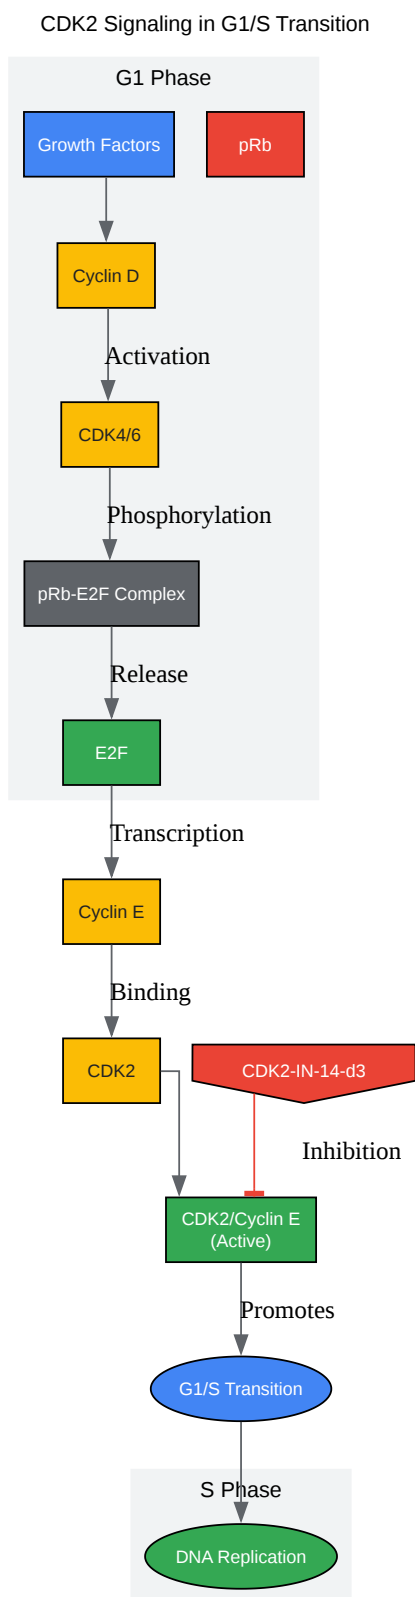 CDK2 Signaling in G1/S Transition
G1 Phase
Growth Factors
pRb
Cyclin D
Activation
CDK4/6
Phosphorylation
pRb-E2F Complex
Release
E2F
Transcription
Cyclin E
Binding
CDK2
CDK2-IN-14-d3
Inhibition
CDK2/Cyclin E
(Active)
Promotes
G1/S Transition
S Phase
DNA Replication